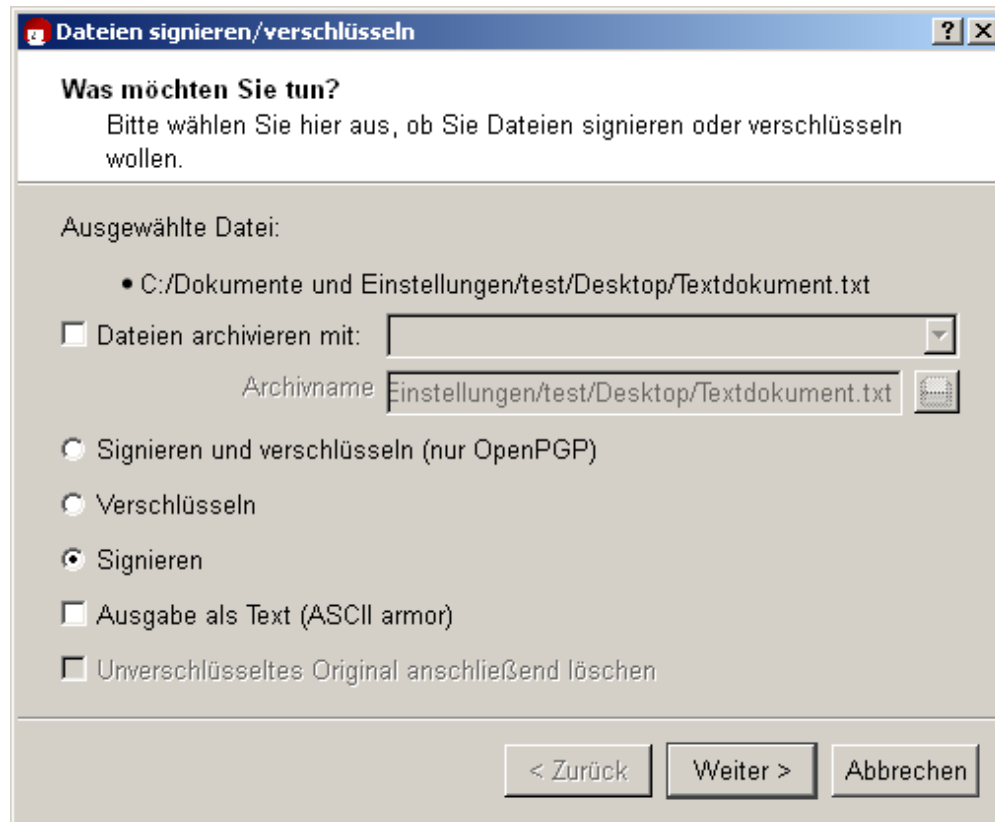 Dateien signieren/verschlüsseln
Was möchten Sie tun?
Bitte wählen Sie hier aus, ob Sie Dateien signieren oder verschlüsseln
wollen.
Ausgewählte Datei:
• C:/Dokumente und Einstellungen/test/Desktop/Textdokument.txt
Dateien archivieren mit:
Archivname Einstellungen/test/Desktop/Textdokument.txt
Signieren und verschlüsseln (nur OpenPGP)
Verschlüsseln
Signieren
Ausgabe als Text (ASCII armor)
Unverschlüsseltes Original anschließend löschen
< Zurück Weiter > Abbrechen